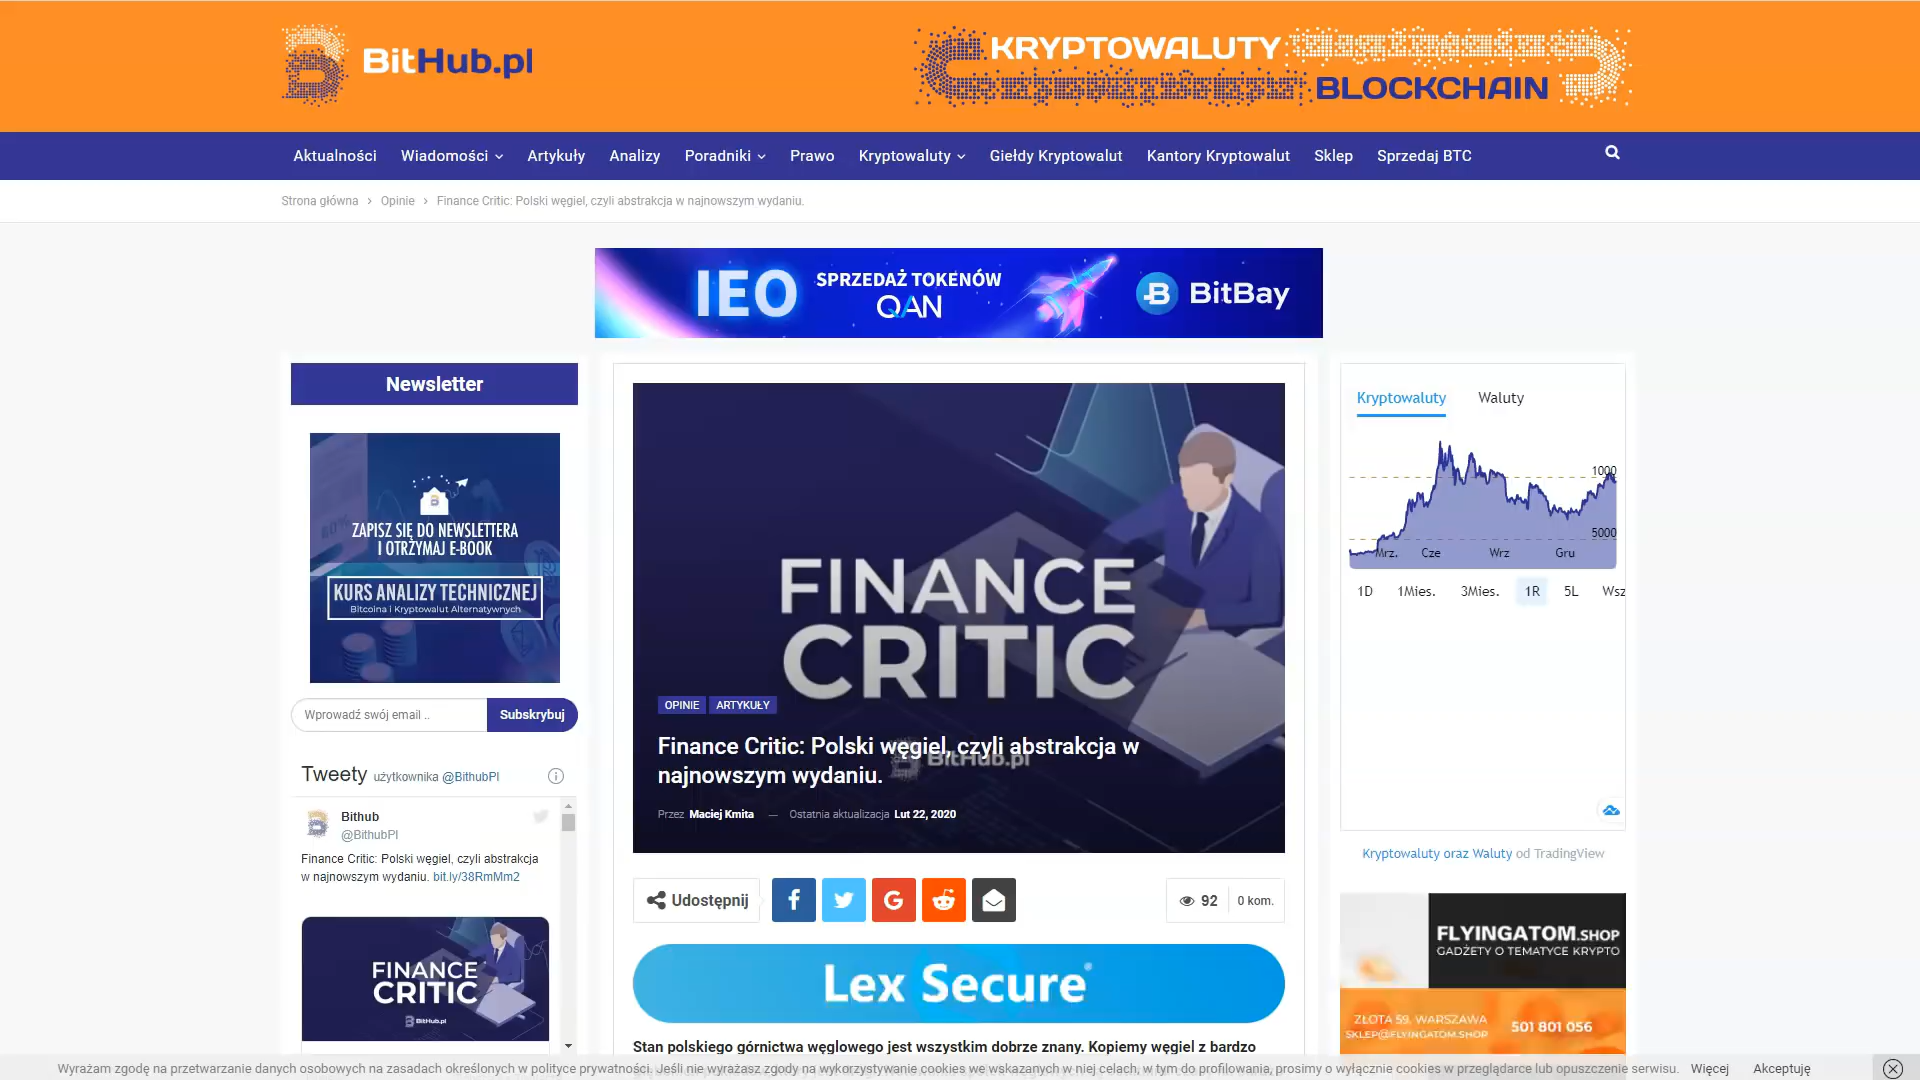 BitHub.pl
KRYPTOWALUTY
BLOCKCHAIN
Aktualności Wiadomości Artykuły Analizy Poradniki Prawo Kryptowaluty Giełdy Kryptowalut Kantory Kryptowalut Sklep Sprzedaj BTC
Strona główna › Opinie › Finance Critic: Polski węgiel, czyli abstrakcja w najnowszym wydaniu.
IEO SPRZEDAŻ TOKENÓW
QAN
BitBay
Newsletter
ZAPISZ SIĘ DO NEWSLETTERA
I OTRZYMAJ E-BOOK
KURS ANALIZY TECHNICZNEJ
Bitcoina i Kryptowalut Alternatywnych
Wprowadź swój email ..
Subskrybuj
Tweety użytkownika @BithubPl
Bithub
@BithubPl
Finance Critic: Polski węgiel, czyli abstrakcja
w najnowszym wydaniu. bit.ly/38RmMm2
FINANCE
CRITIC
BitHub.pl
FINANCE
CRITIC
BitHub.pl
OPINIE ARTYKUŁY
Finance Critic: Polski węgiel, czyli abstrakcja w
najnowszym wydaniu.
Przez Maciej Kmita — Ostatnia aktualizacja Lut 22, 2020
Udostępnij
92 0 kom.
Lex Secure®
Stan polskiego górnictwa węglowego jest wszystkim dobrze znany. Kopiemy węgiel z bardzo
Kryptowaluty Waluty
1000
5000
Mrz. Cze Wrz Gru
1D 1Mies. 3Mies. 1R 5L Wsz
Kryptowaluty oraz Waluty od TradingView
FLYINGATOM.SHOP
GADŻETY O TEMATYCE KRYPTO
ZŁOTA 59, WARSZAWA
SKLEP@FLYINGATOM.SHOP
501 801 056
Wyrażam zgodę na przetwarzanie danych osobowych na zasadach określonych w polityce prywatności. Jeśli nie wyrażasz zgody na wykorzystywanie cookies we wskazanych w niej celach, w tym do profilowania, prosimy o wyłącznie cookies w przeglądarce lub opuszczenie serwisu. Więcej Akceptuję